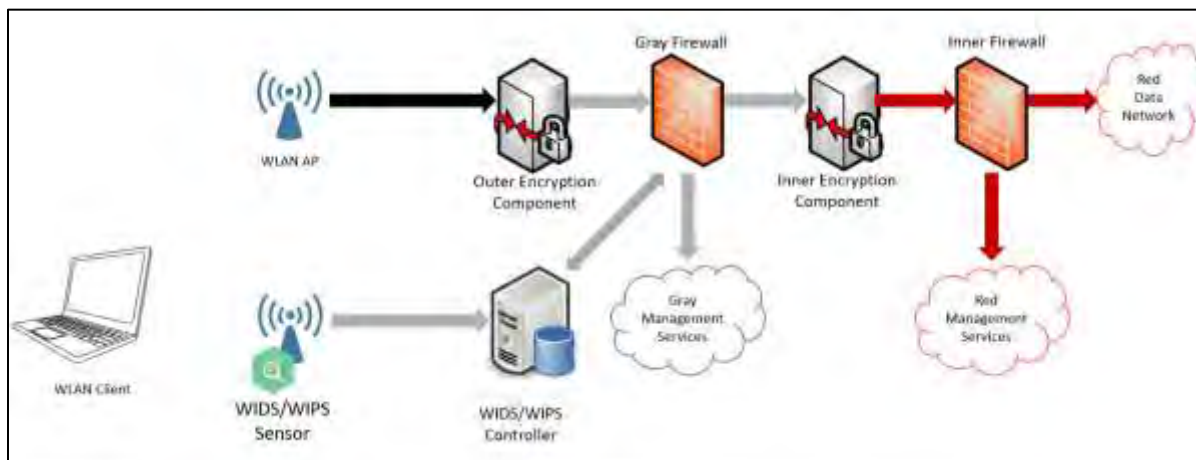 Gray Firewall
Inner Firewall
Red
Data
Network
WLAN AP
Outer Encryption
Component
Inner Encryption
Component
Gray
Management
Services
Red
Management
Services
WLAN Client
WIDS/WIPS
Sensor
WIDS/WIPS
Controller